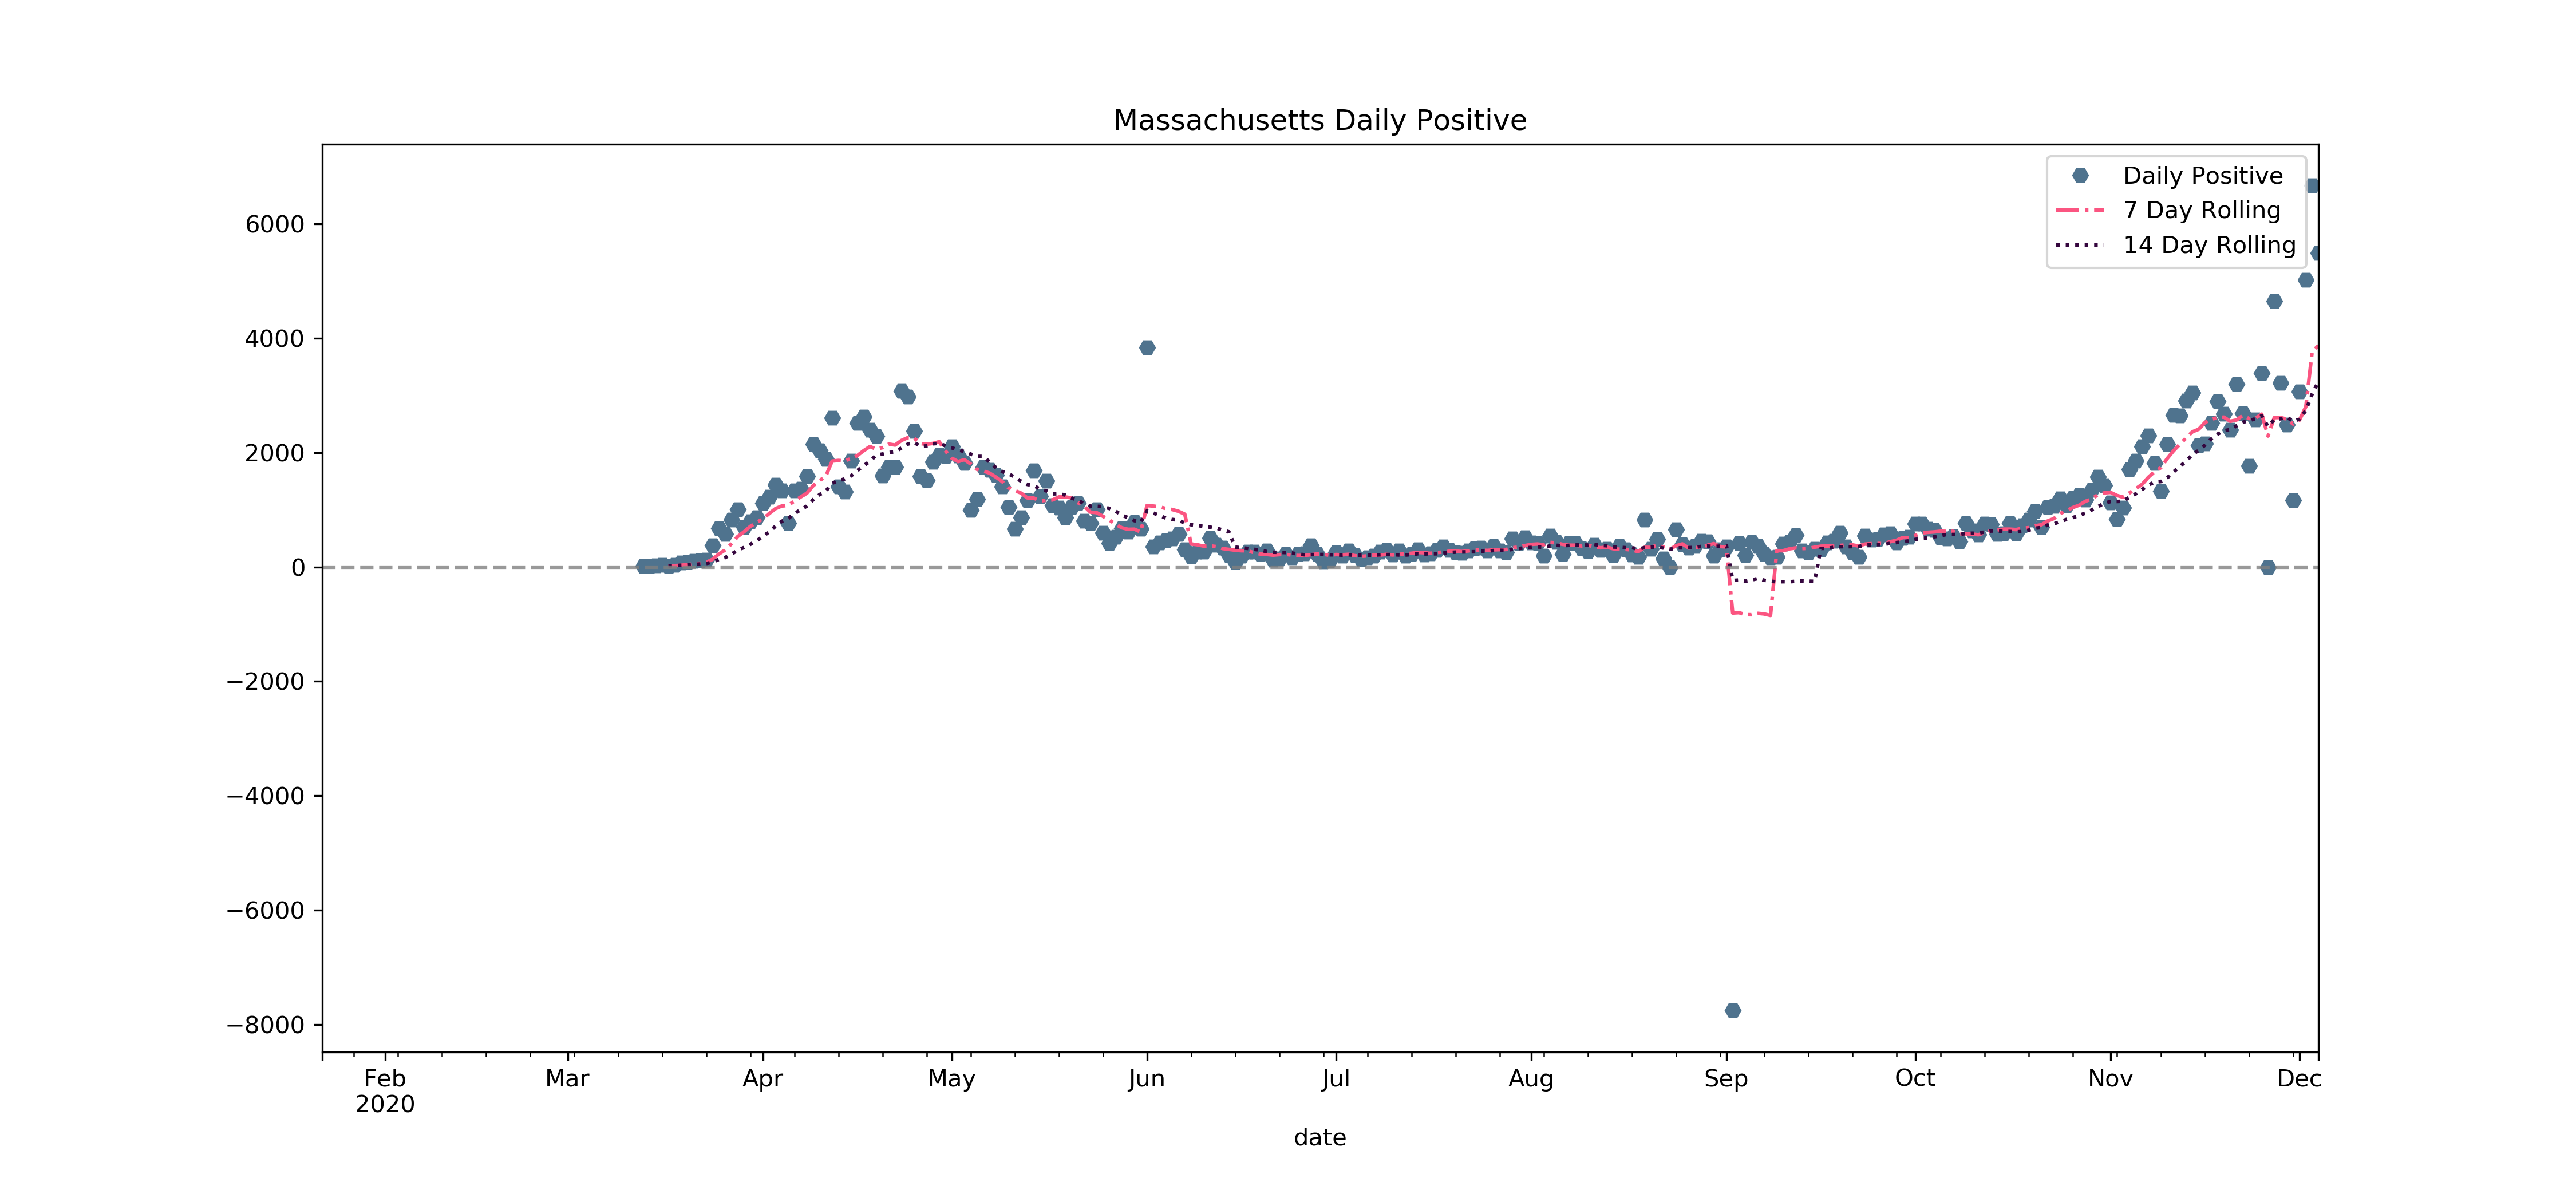 Massachusetts Daily Positive
Daily Positive
7 Day Rolling
14 Day Rolling
6000
4000
2000
0
−2000
−4000
−6000
−8000
Feb Mar Apr May Jun Jul Aug Sep Oct Nov Dec
2020
date